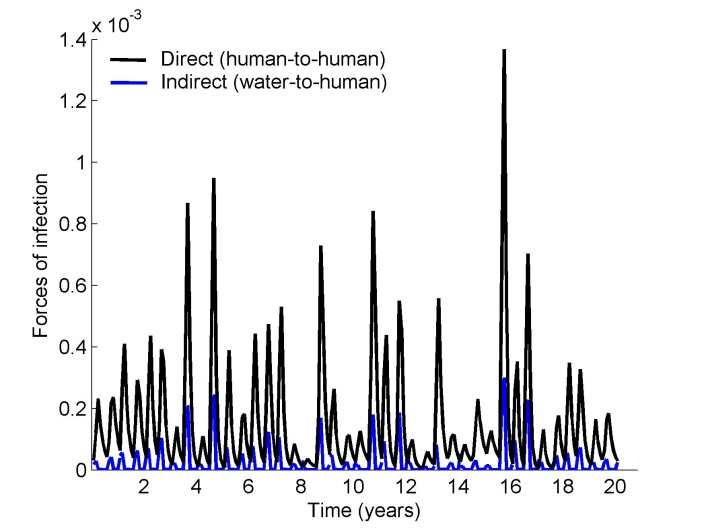 x 10-3
1.4
Direct (human-to-human)
Indirect (water-to-human)
1.2
1
0.8
0.6
0.4
0.2
0
Forces of infection
2 4 6 8 10 12 14 16 18 20
Time (years)